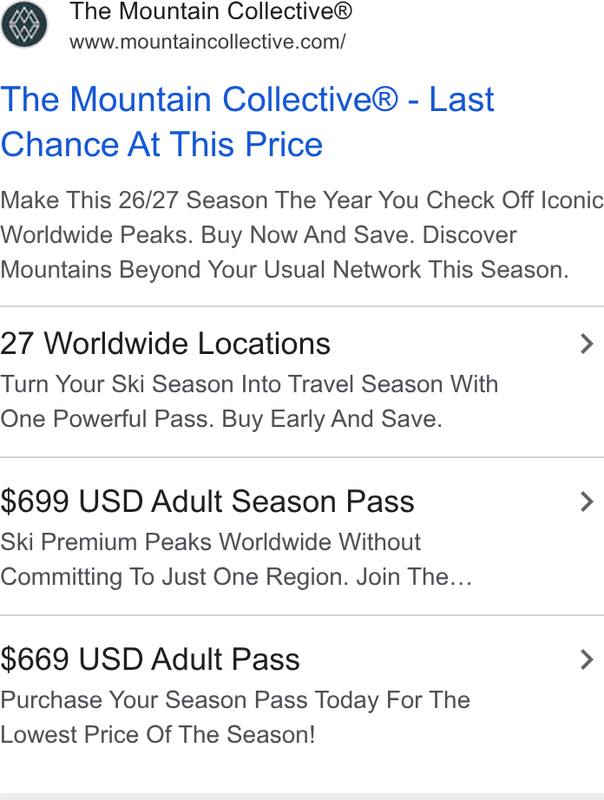 The Mountain Collective®
www.mountaincollective.com/
The Mountain Collective® - Last
Chance At This Price
Make This 26/27 Season The Year You Check Off Iconic
Worldwide Peaks. Buy Now And Save. Discover
Mountains Beyond Your Usual Network This Season.
27 Worldwide Locations
Turn Your Ski Season Into Travel Season With
One Powerful Pass. Buy Early And Save.
$699 USD Adult Season Pass
Ski Premium Peaks Worldwide Without
Committing To Just One Region. Join The…
$669 USD Adult Pass
Purchase Your Season Pass Today For The
Lowest Price Of The Season!